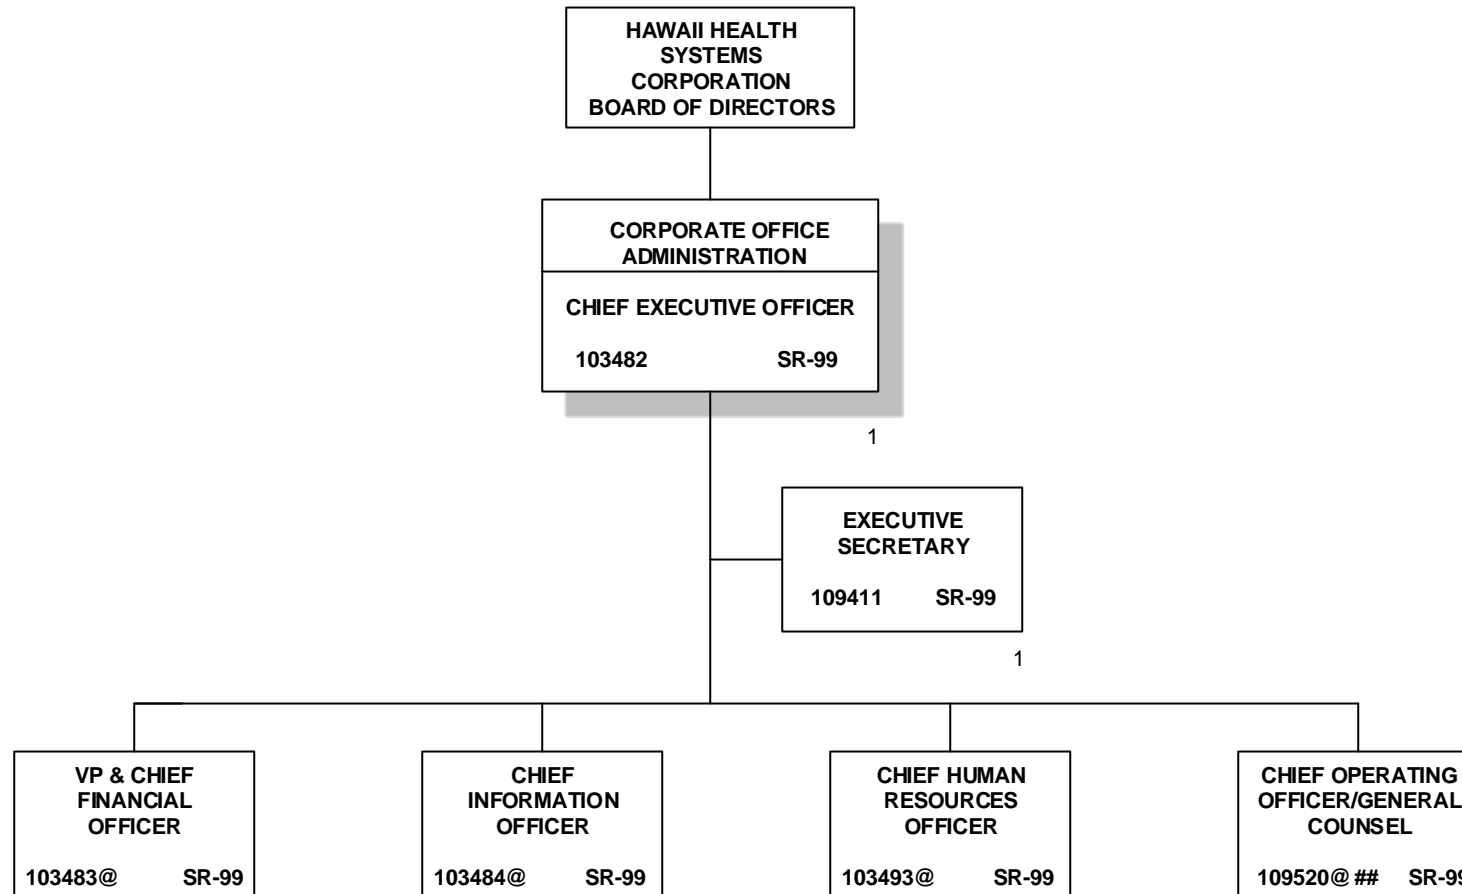 HAWAII HEALTH
SYSTEMS
CORPORATION
BOARD OF DIRECTORS
CORPORATE OFFICE
ADMINISTRATION
CHIEF EXECUTIVE OFFICER
103482 SR-99
1
EXECUTIVE
SECRETARY
109411 SR-99
1
VP & CHIEF
FINANCIAL
OFFICER
103483@ SR-99
CHIEF
INFORMATION
OFFICER
103484@ SR-99
CHIEF HUMAN
RESOURCES
OFFICER
103493@ SR-99
CHIEF OPERATING
OFFICER/GENERAL
COUNSEL
109520@ ## SR-99